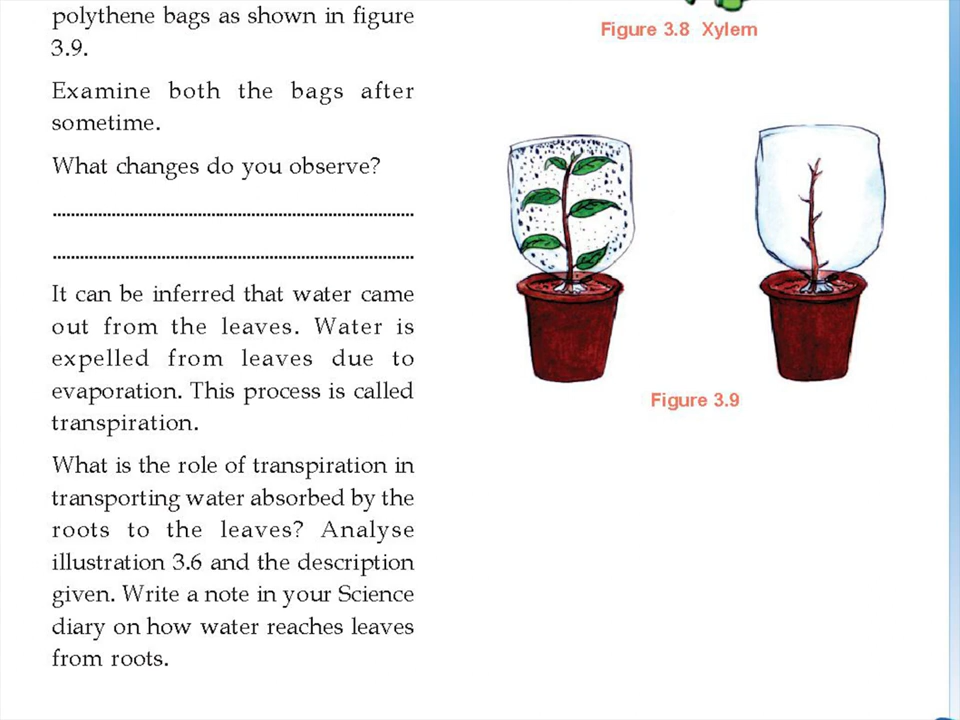 polythene bags as shown in figure
3.9.
Examine both the bags after
sometime.
What changes do you observe?
................................................................................
................................................................................
It can be inferred that water came
out from the leaves. Water is
expelled from leaves due to
evaporation. This process is called
transpiration.
What is the role of transpiration in
transporting water absorbed by the
roots to the leaves? Analyse
illustration 3.6 and the description
given. Write a note in your Science
diary on how water reaches leaves
from roots.
Figure 3.8 Xylem
Figure 3.9